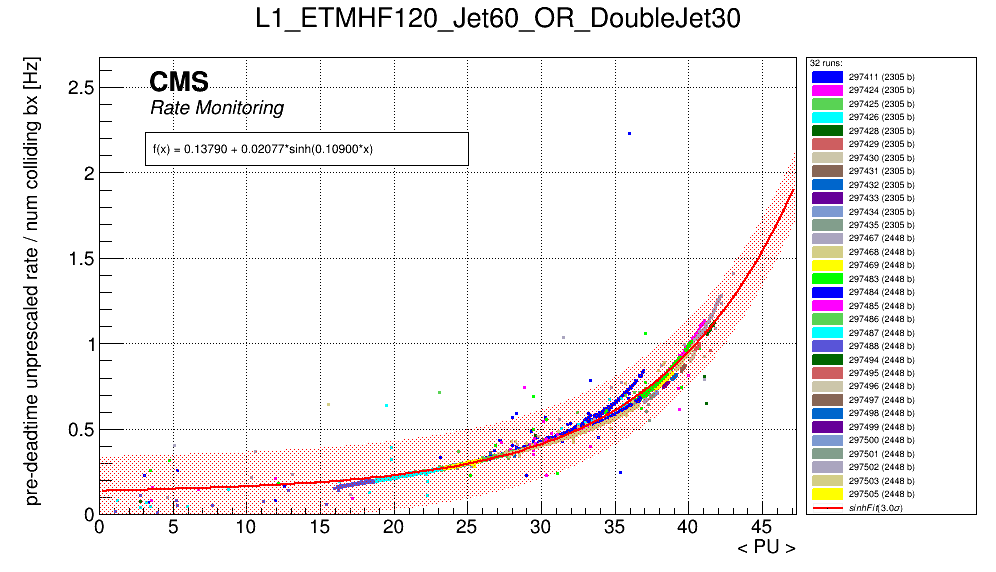 L1_ETMHF120_Jet60_OR_DoubleJet30
pre-deadtime unprescaled rate / num colliding bx [Hz]
CMS
Rate Monitoring
f(x) = 0.13790 + 0.02077*sinh(0.10900*x)
2.5
2
1.5
1
0.5
0
0 5 10 15 20 25 30 35 40 45
< PU >
32 runs:
297411 (2305 b)
297424 (2305 b)
297425 (2305 b)
297426 (2305 b)
297428 (2305 b)
297429 (2305 b)
297430 (2305 b)
297431 (2305 b)
297432 (2305 b)
297433 (2305 b)
297434 (2305 b)
297435 (2305 b)
297467 (2448 b)
297468 (2448 b)
297469 (2448 b)
297483 (2448 b)
297484 (2448 b)
297485 (2448 b)
297486 (2448 b)
297487 (2448 b)
297488 (2448 b)
297494 (2448 b)
297495 (2448 b)
297496 (2448 b)
297497 (2448 b)
297498 (2448 b)
297499 (2448 b)
297500 (2448 b)
297501 (2448 b)
297502 (2448 b)
297503 (2448 b)
297505 (2448 b)
sinhFit(3.0σ)